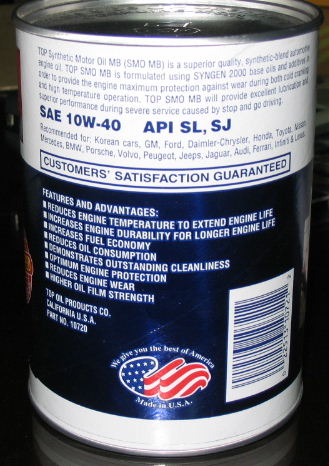 TOP Synthetic Motor Oil MB (SMO MB) is a superior quality, synthetic-blend automotive
engine oil. TOP SMO MB is formulated using SYNGEN 2000 base oils and additives in
order to provide the engine maximum protection against wear during both cold cranking
and high temperature operation. TOP SMO MB will provide excellent lubrication and
superior performance during severe service caused by stop and go driving.
SAE 10W-40 API SL, SJ
Recommended for: Korean cars, GM, Ford, Daimler-Chrysler, Honda, Toyota, Nissan,
Mercedes, BMW, Porsche, Volvo, Peugeot, Jeeps, Jaguar, Audi, Ferrari, Infiniti & Lexus.
CUSTOMERS' SATISFACTION GUARANTEED
FEATURES AND ADVANTAGES:
■ REDUCES ENGINE TEMPERATURE TO EXTEND ENGINE LIFE
■ INCREASES ENGINE DURABILITY FOR LONGER ENGINE LIFE
■ INCREASES FUEL ECONOMY
■ REDUCES OIL CONSUMPTION
■ DEMONSTRATES OUTSTANDING CLEANLINESS
■ OPTIMUM ENGINE PROTECTION
■ REDUCES ENGINE WEAR
■ HIGHER OIL FILM STRENGTH
TOP OIL PRODUCTS CO.
CALIFORNIA U.S.A.
PART NO. 10720
We give you the best of America
Made in U.S.A.